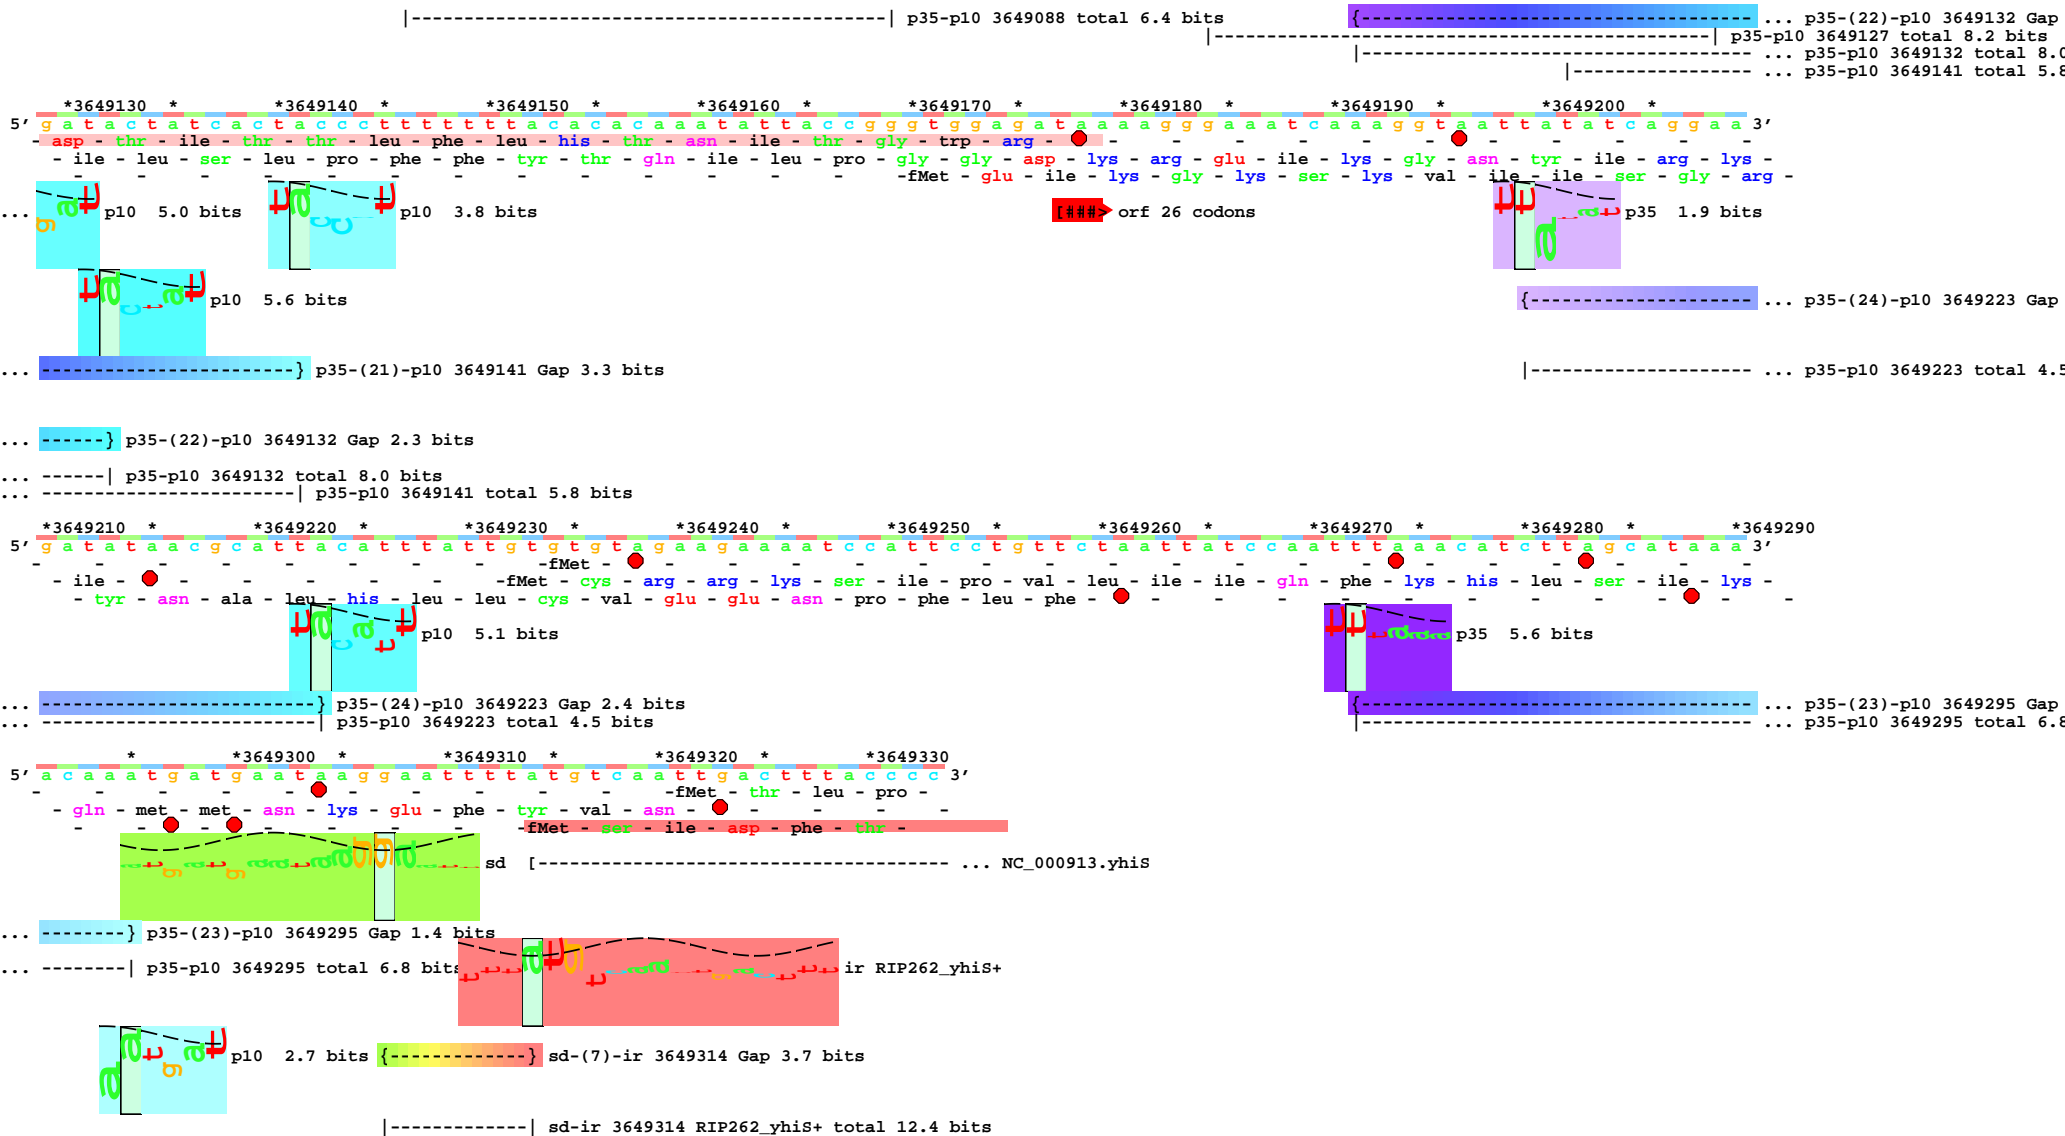 |---------------------------------------------| p35-p10 3649088 total 6.4 bits {------------------------------------- ... p35-(22)-p10 3649132 Gap
|-----------------------------------------------| p35-p10 3649127 total 8.2 bits
|------------------------------------- ... p35-p10 3649132 total 8.0
|----------------- ... p35-p10 3649141 total 5.8
*3649130 * *3649140 * *3649150 * *3649160 * *3649170 * *3649180 * *3649190 * *3649200 *
5' g a t a c t a t c a c t a c c c t t t t t t t a c a c a c a a a t a t t a c c g g g t g g a g a t a a a a g g g a a a t c a a a g g t a a t t a t a t c a g g a a 3'
- asp - thr - ile - thr - thr - leu - phe - leu - his - thr - asn - ile - thr - gly - trp - arg - - - - - - - - - - -
- ile - leu - ser - leu - pro - phe - phe - tyr - thr - gln - ile - leu - pro - gly - gly - asp - lys - arg - glu - ile - lys - gly - asn - tyr - ile - arg - lys -
- - - - - - - - - - - - - -fMet - glu - ile - lys - gly - lys - ser - lys - val - ile - ile - ser - gly - arg -
... g a t p10 5.0 bits t a c c t p10 3.8 bits [###> orf 26 codons t t a t a t p35 1.9 bits
t a c t a t p10 5.6 bits {--------------------- ... p35-(24)-p10 3649223 Gap
... ------------------------} p35-(21)-p10 3649141 Gap 3.3 bits |--------------------- ... p35-p10 3649223 total 4.5
... ------} p35-(22)-p10 3649132 Gap 2.3 bits
... ------| p35-p10 3649132 total 8.0 bits
... ------------------------| p35-p10 3649141 total 5.8 bits
*3649210 * *3649220 * *3649230 * *3649240 * *3649250 * *3649260 * *3649270 * *3649280 * *3649290
5' g a t a t a a c g c a t t a c a t t t a t t g t g t g t a g a a g a a a a t c c a t t c c t g t t c t a a t t a t c c a a t t t a a a c a t c t t a g c a t a a a 3'
- - - - - - - - -fMet - - - - - - - - - - - - - - - - -
- ile - - - - - - -fMet - cys - arg - arg - lys - ser - ile - pro - val - leu - ile - ile - gln - phe - lys - his - leu - ser - ile - lys -
- tyr - asn - ala - leu - his - leu - leu - cys - val - glu - glu - asn - pro - phe - leu - phe - - - - - - - - - - -
t a c a t t p10 5.1 bits t t t a a a p35 5.6 bits
... --------------------------} p35-(24)-p10 3649223 Gap 2.4 bits {------------------------------------- ... p35-(23)-p10 3649295 Gap
... --------------------------| p35-p10 3649223 total 4.5 bits |------------------------------------- ... p35-p10 3649295 total 6.8
* *3649300 * *3649310 * *3649320 * *3649330
5' a c a a a t g a t g a a t a a g g a a t t t t a t g t c a a t t g a c t t t a c c c c 3'
- - - - - - - - - -fMet - thr - leu - pro -
- gln - met - met - asn - lys - glu - phe - tyr - val - asn - - - - -
- - - - - - -fMet - ser - ile - asp - phe - thr -
a t g a t g a a t a a g g a a t t sd [--------------------------------------- ... NC_000913.yhiS
... --------} p35-(23)-p10 3649295 Gap 1.4 bits
... --------| p35-p10 3649295 total 6.8 bits t t t a t g t c a a t t g a c t t t ir RIP262_yhiS+
a a t g a t p10 2.7 bits {-------------} sd-(7)-ir 3649314 Gap 3.7 bits
|-------------| sd-ir 3649314 RIP262_yhiS+ total 12.4 bits